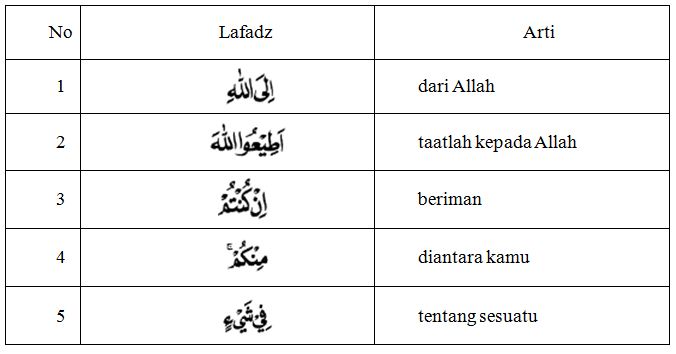 No Lafadz Arti
1 اِلَى اللّٰهِ dari Allah
2 اَطِيْعُوا اللّٰهَ taatlah kepada Allah
3 اِنْ كُنْتُمْ beriman
4 مِنْكُمْۚ diantara kamu
5 فِيْ شَيْءٍ tentang sesuatu